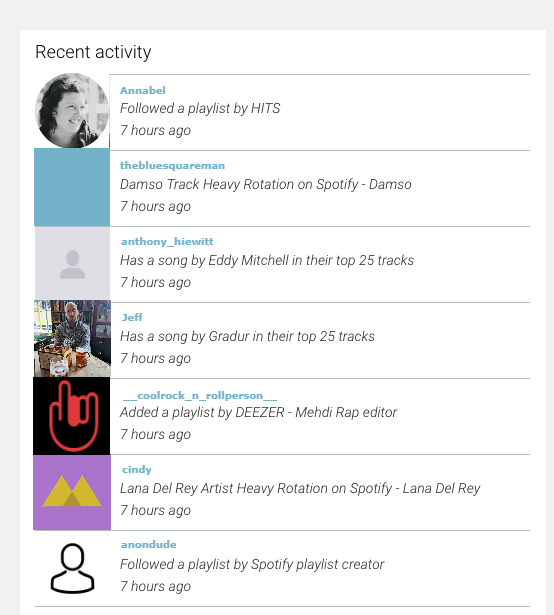 Recent activity
Annabel
Followed a playlist by HITS
7 hours ago
thebluesquareman
Damso Track Heavy Rotation on Spotify - Damso
7 hours ago
anthony_hiewitt
Has a song by Eddy Mitchell in their top 25 tracks
7 hours ago
Jeff
Has a song by Gradur in their top 25 tracks
7 hours ago
__coolrock_n_rollperson__
Added a playlist by DEEZER - Mehdi Rap editor
7 hours ago
cindy
Lana Del Rey Artist Heavy Rotation on Spotify - Lana Del Rey
7 hours ago
anondude
Followed a playlist by Spotify playlist creator
7 hours ago